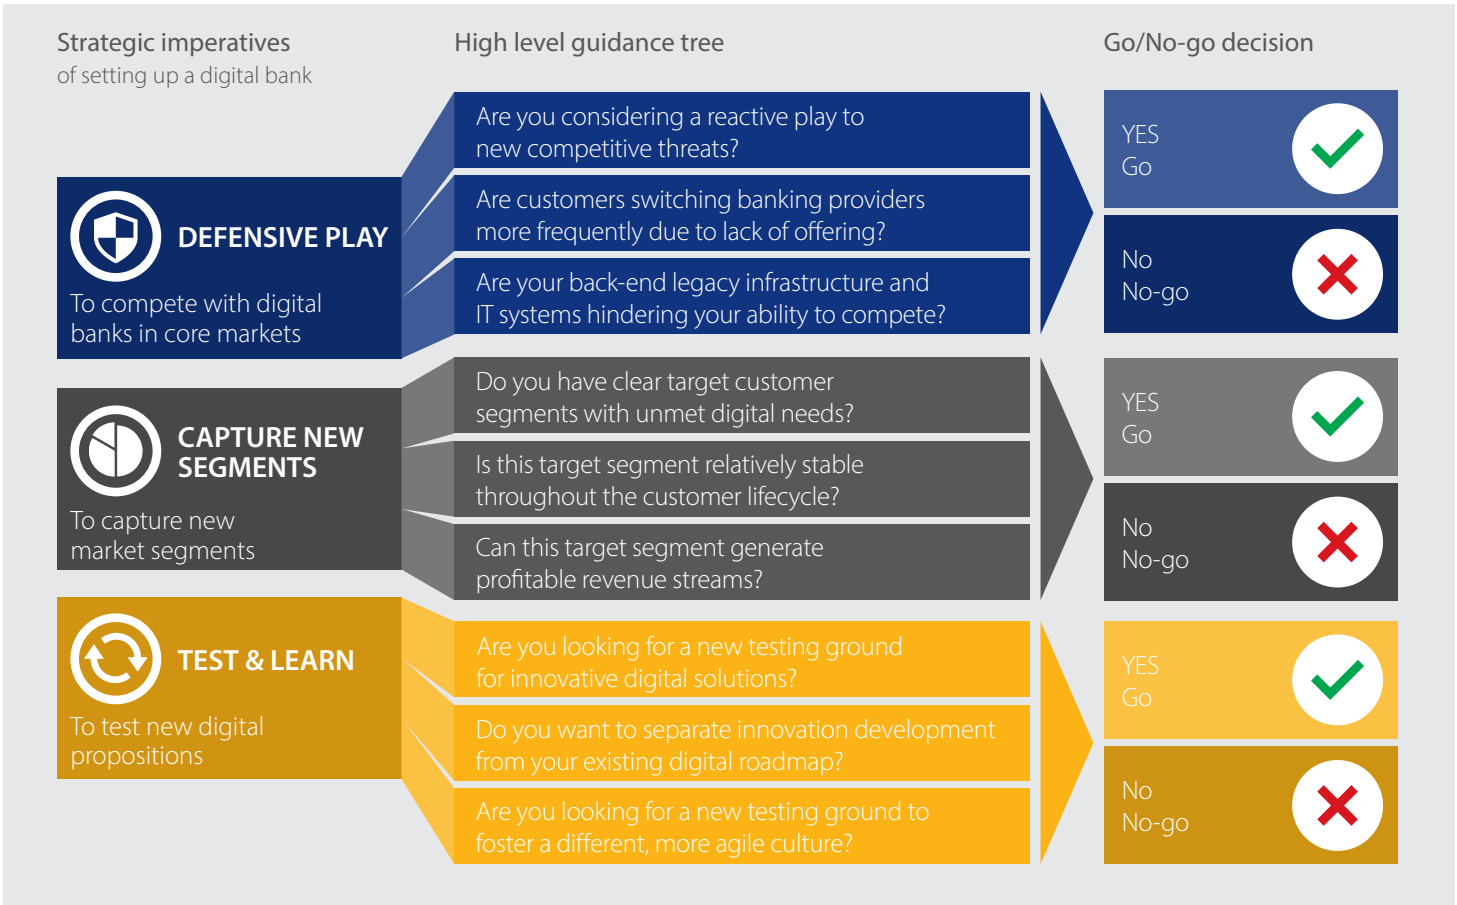 Strategic imperatives
of setting up a digital bank
High level guidance tree
Go/No-go decision
DEFENSIVE PLAY
To compete with digital
banks in core markets
Are you considering a reactive play to
new competitive threats?
Are customers switching banking providers
more frequently due to lack of offering?
Are your back-end legacy infrastructure and
IT systems hindering your ability to compete?
YES
Go
No
No-go
CAPTURE NEW
SEGMENTS
To capture new
market segments
Do you have clear target customer
segments with unmet digital needs?
Is this target segment relatively stable
throughout the customer lifecycle?
Can this target segment generate
profitable revenue streams?
YES
Go
No
No-go
TEST & LEARN
To test new digital
propositions
Are you looking for a new testing ground
for innovative digital solutions?
Do you want to separate innovation development
from your existing digital roadmap?
Are you looking for a new testing ground to
foster a different, more agile culture?
YES
Go
No
No-go